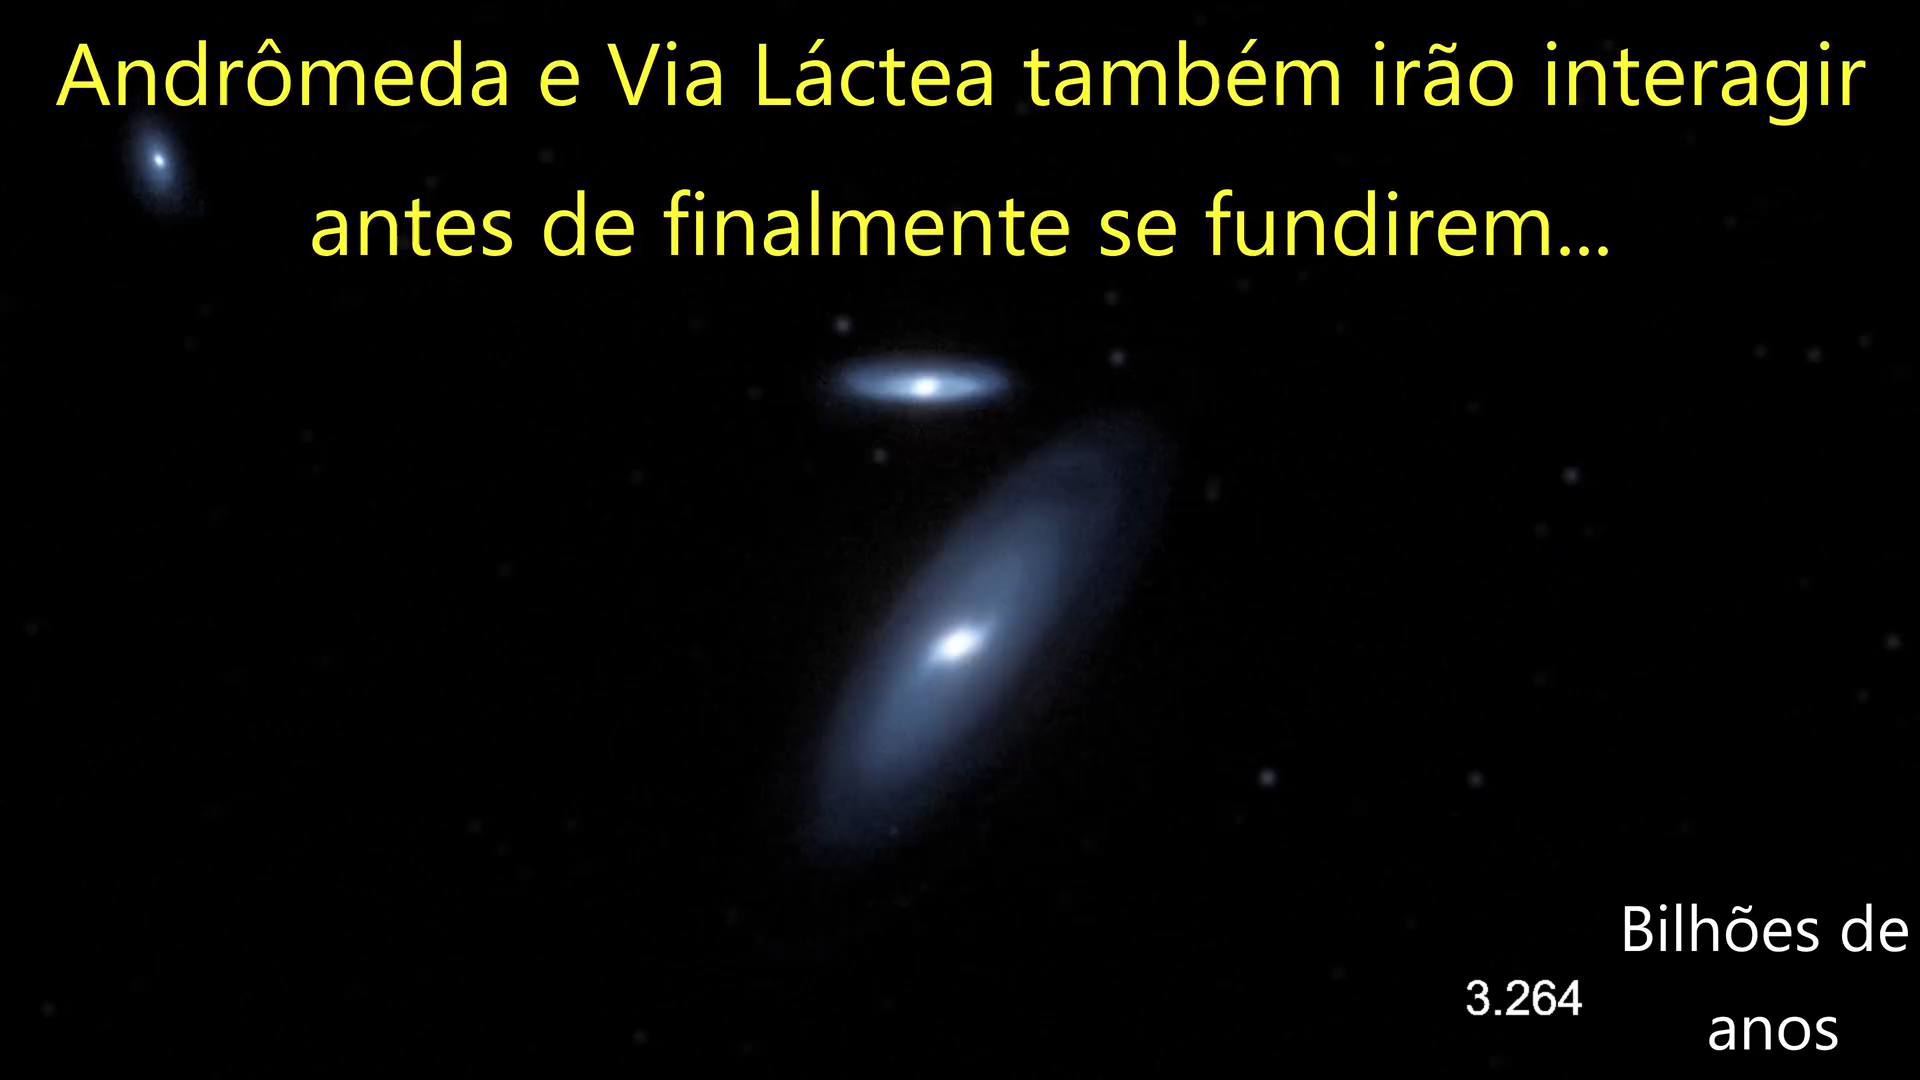 Andrômeda e Via Láctea também irão interagir
antes de finalmente se fundirem...
Bilhões de
3.264
anos